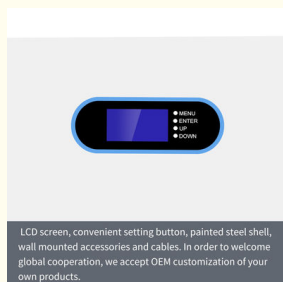 MENU
ENTER
UP
DOWN
LCD screen, convenient setting button, painted steel shell,
wall mounted accessories and cables. In order to welcome
global cooperation, we accept OEM customization of your
own products.